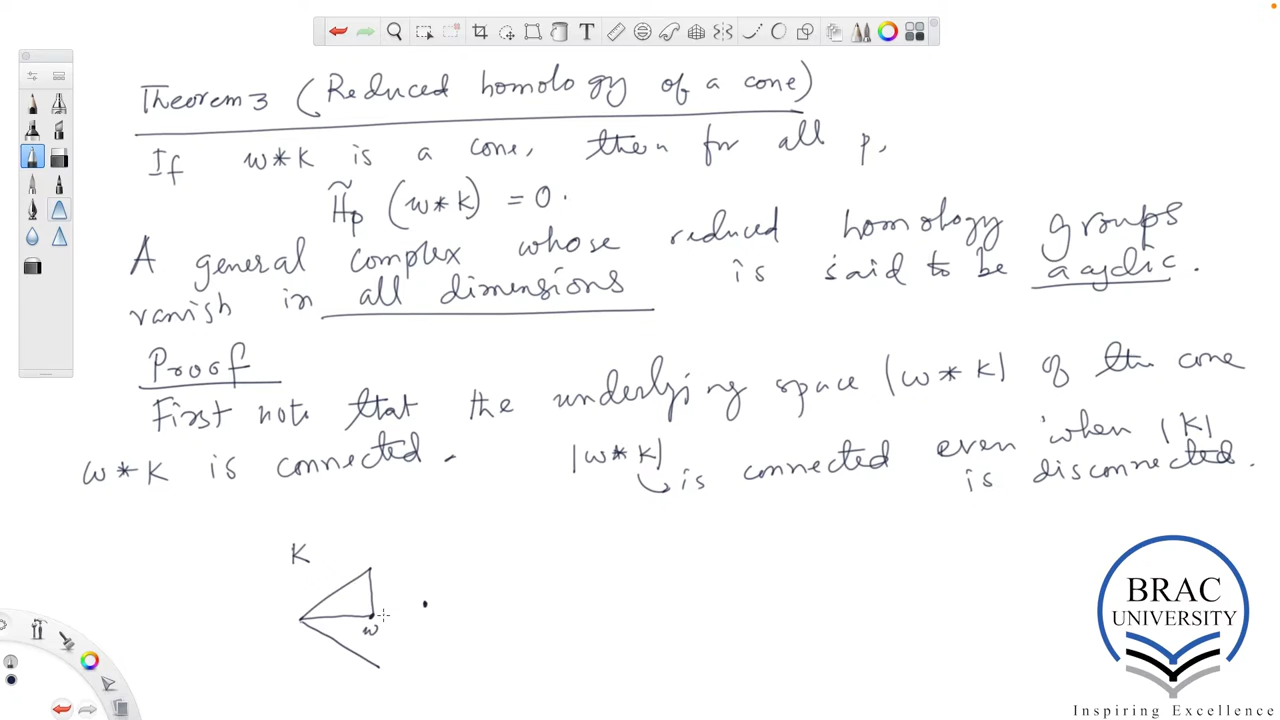 Theorem 3 (Reduced homology of a cone)
If w*K is a cone, then for all p,
H̃p (w*K) = 0.
A general complex whose reduced homology groups
vanish in all dimensions is said to be acyclic.
Proof
First note that the underlying space |w*K| of the cone
w*K is connected. |w*K| is connected even when |K|
is disconnected.
K
w
BRAC
UNIVERSITY
Inspiring Excellence